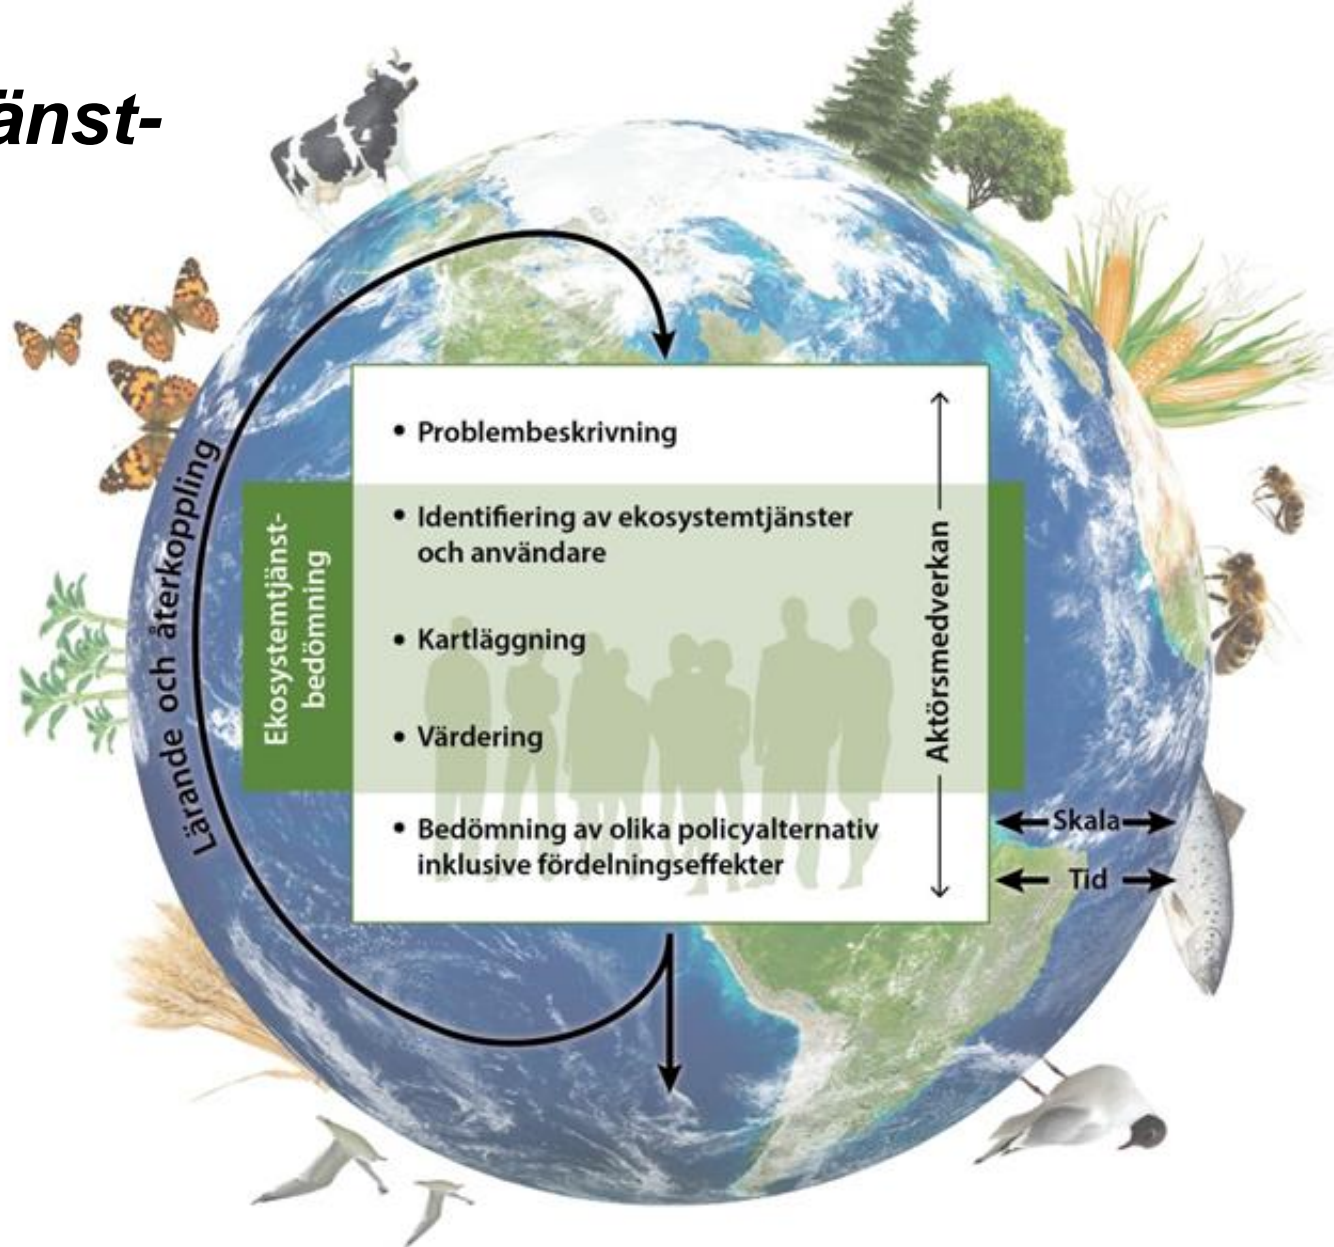 änst-
Problembeskrivning
Identifiering av ekosystemtjänster
och användare
Kartläggning
Värdering
Bedömning av olika policyalternativ
inklusive fördelningseffekter
Ekosystemtjänst-
bedömning
Lärande och återkoppling
Aktörsmedverkan
Skala
Tid